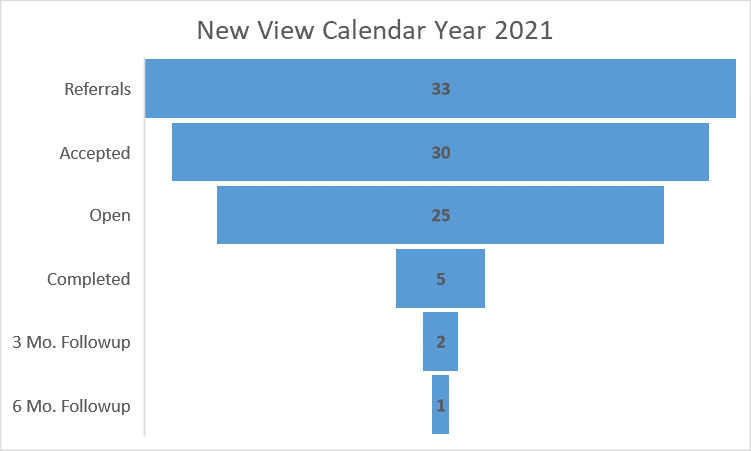 New View Calendar Year 2021
Referrals 33
Accepted 30
Open 25
Completed 5
3 Mo. Followup 2
6 Mo. Followup 1